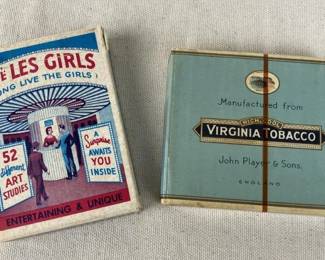 LES GIRLS
LONG LIVE THE GIRLS
52
different
ART
STUDIES
A
Surprise
AWAITS
YOU
INSIDE
ENTERTAINING & UNIQUE
Manufactured from
VIRGINIA TOBACCO
John Player & Sons.
ENGLAND